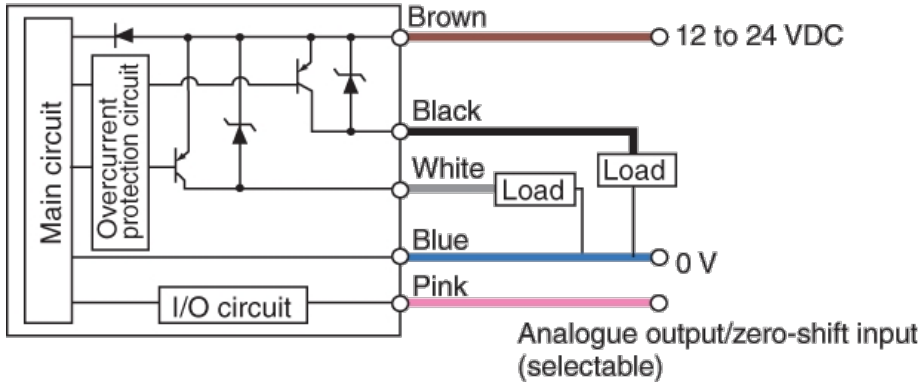 Brown
12 to 24 VDC
Main circuit
Overcurrent
protection circuit
Black
Load
White
Load
Blue
0 V
Pink
I/O circuit
Analogue output/zero-shift input
(selectable)